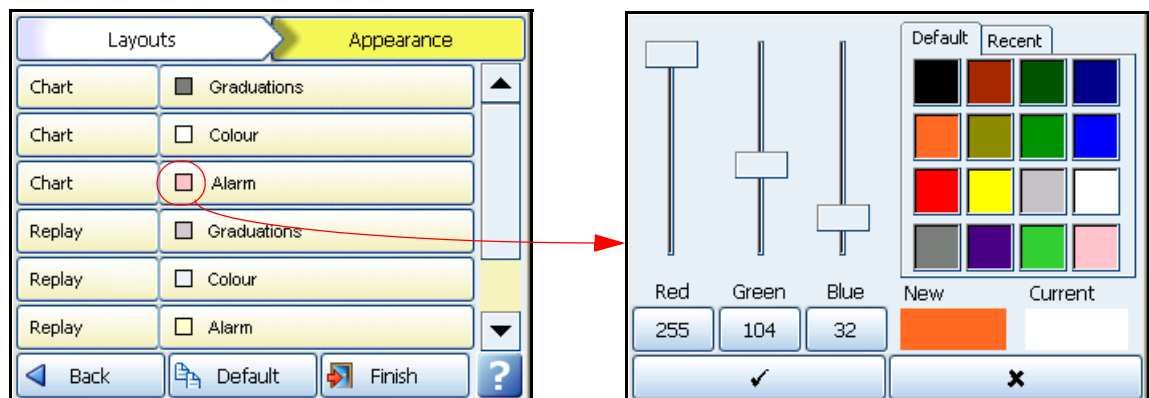 Layouts Appearance
Chart Graduations
Chart Colour
Chart Alarm
Replay Graduations
Replay Colour
Replay Alarm
Back Default Finish ?
Default Recent
Red Green Blue
255 104 32
New Current